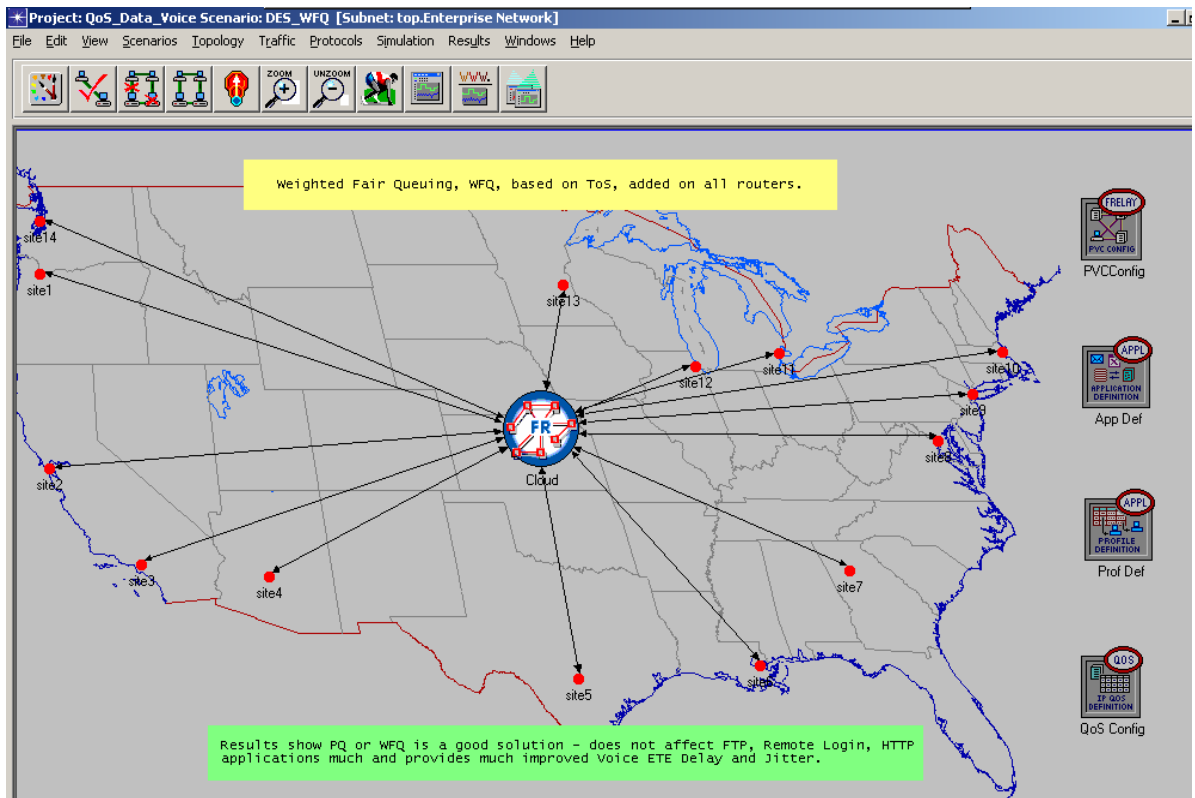 Project: QoS_Data_Voice Scenario: DES_WFQ [Subnet: top.Enterprise Network]
File Edit View Scenarios Topology Traffic Protocols Simulation Results Windows Help
ZOOM
UNZOOM
WWW.
Weighted Fair Queuing, WFQ, based on ToS, added on all routers.
FRELAY
PVC CONFIG
PVCConfig
site14
site1
site13
site12
site11
site10
APPL
APPLICATION
DEFINITION
App Def
site9
FR
Cloud
site8
site2
APPL
PROFILE
DEFINITION
Prof Def
site3
site4
site7
site5
site6
QOS
IP QOS
DEFINITION
QoS Config
Results show PQ or WFQ is a good solution - does not affect FTP, Remote Login, HTTP
applications much and provides much improved Voice ETE Delay and Jitter.